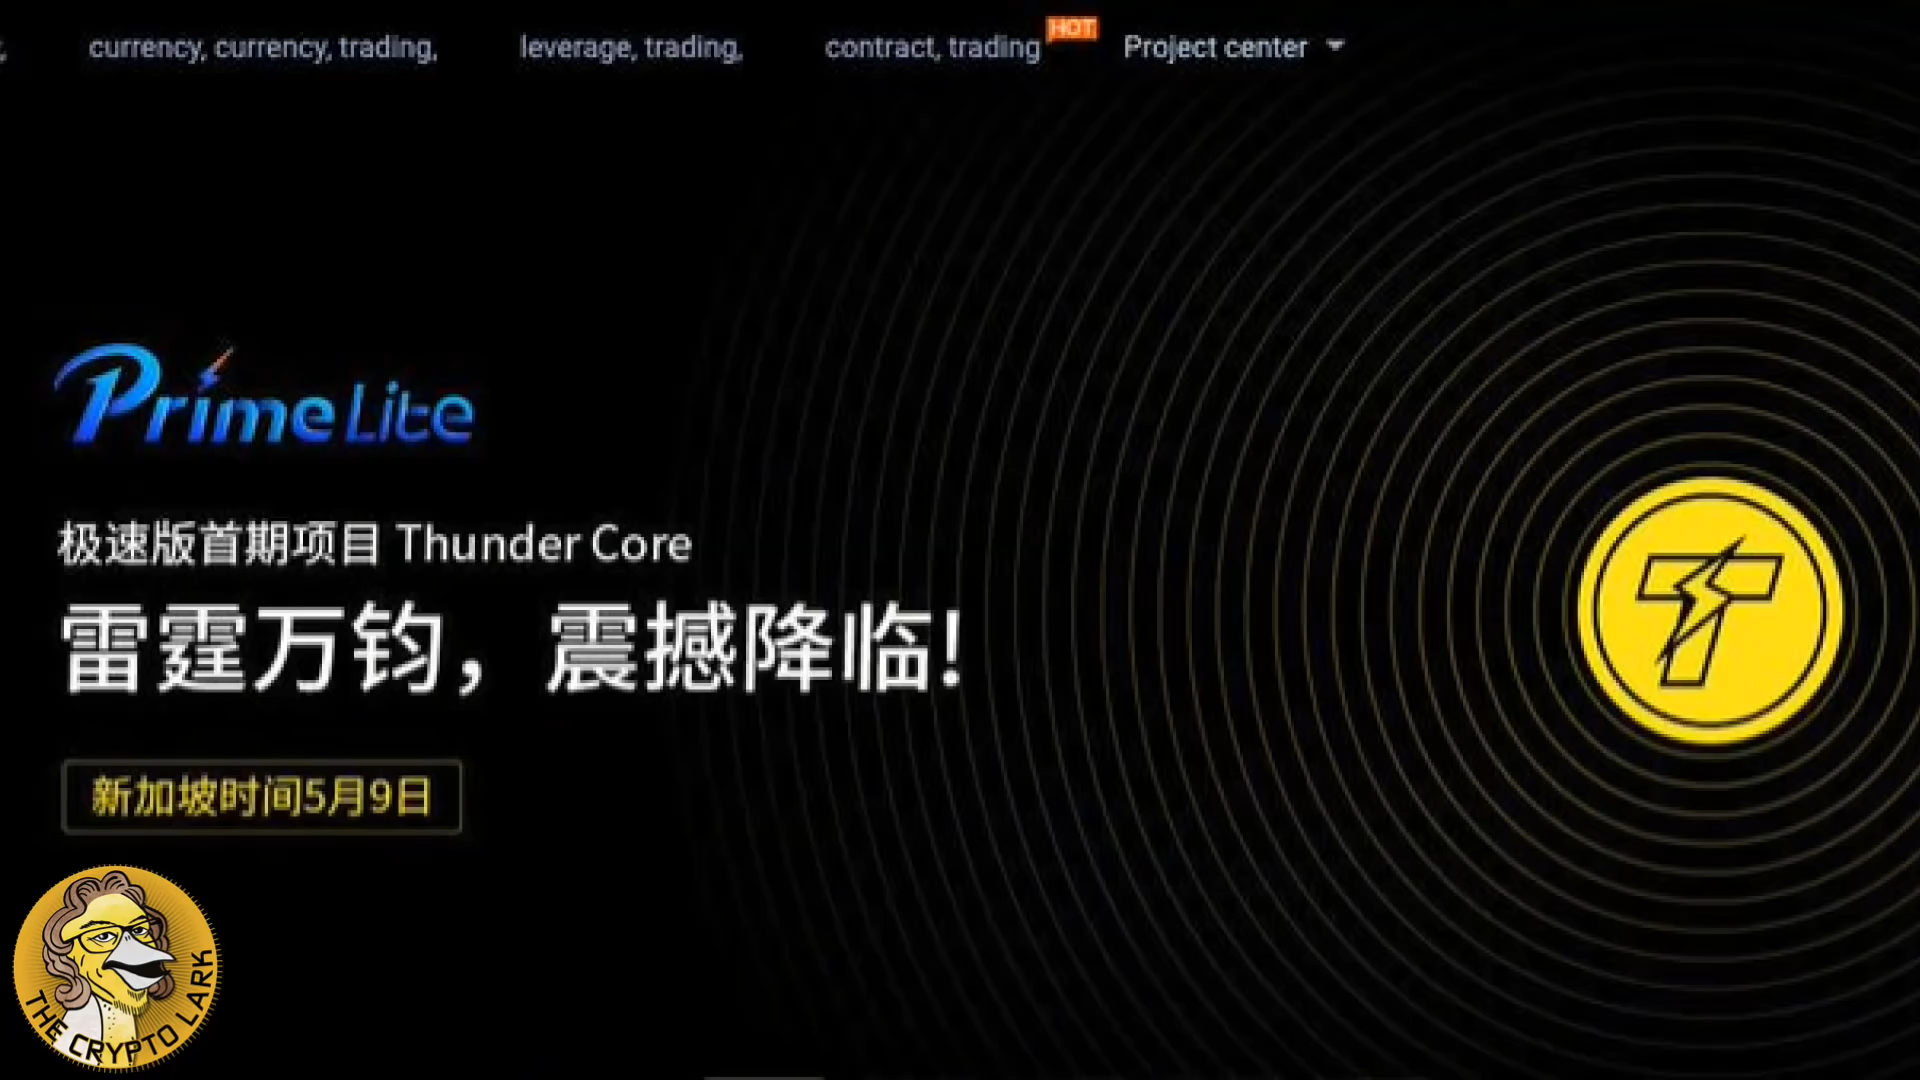 currency, currency, trading, leverage, trading, contract, trading HOT Project center
Prime Lite
极速版首期项目 Thunder Core
雷霆万钧，震撼降临!
新加坡时间5月9日
THE CRYPTO LARK